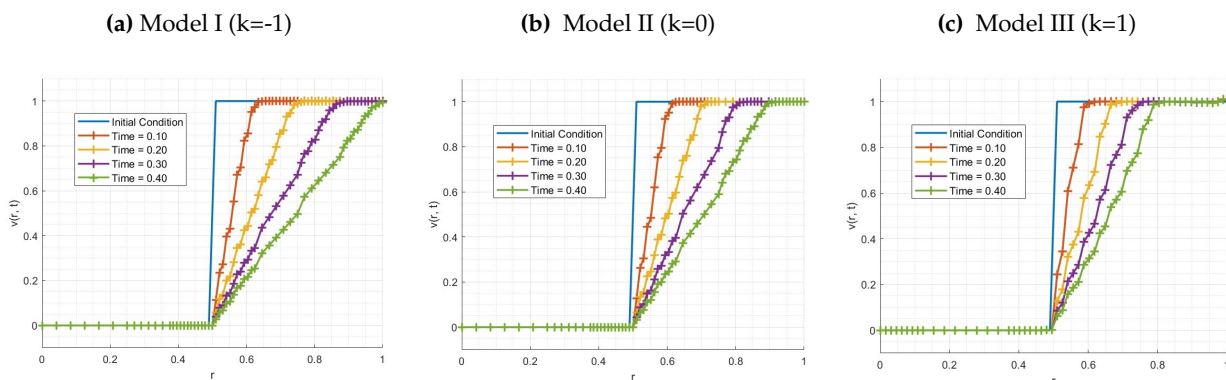 (a) Model I (k=-1)
(b) Model II (k=0)
(c) Model III (k=1)
1
0.8
0.6
0.4
0.2
0
v(r, t)
Initial Condition
Time = 0.10
Time = 0.20
Time = 0.30
Time = 0.40
0 0.2 0.4 0.6 0.8 1
r
1
0.8
0.6
0.4
0.2
0
v(r, t)
Initial Condition
Time = 0.10
Time = 0.20
Time = 0.30
Time = 0.40
0 0.2 0.4 0.6 0.8 1
r
1
0.8
0.6
0.4
0.2
0
v(r, t)
Initial Condition
Time = 0.10
Time = 0.20
Time = 0.30
Time = 0.40
0 0.2 0.4 0.6 0.8